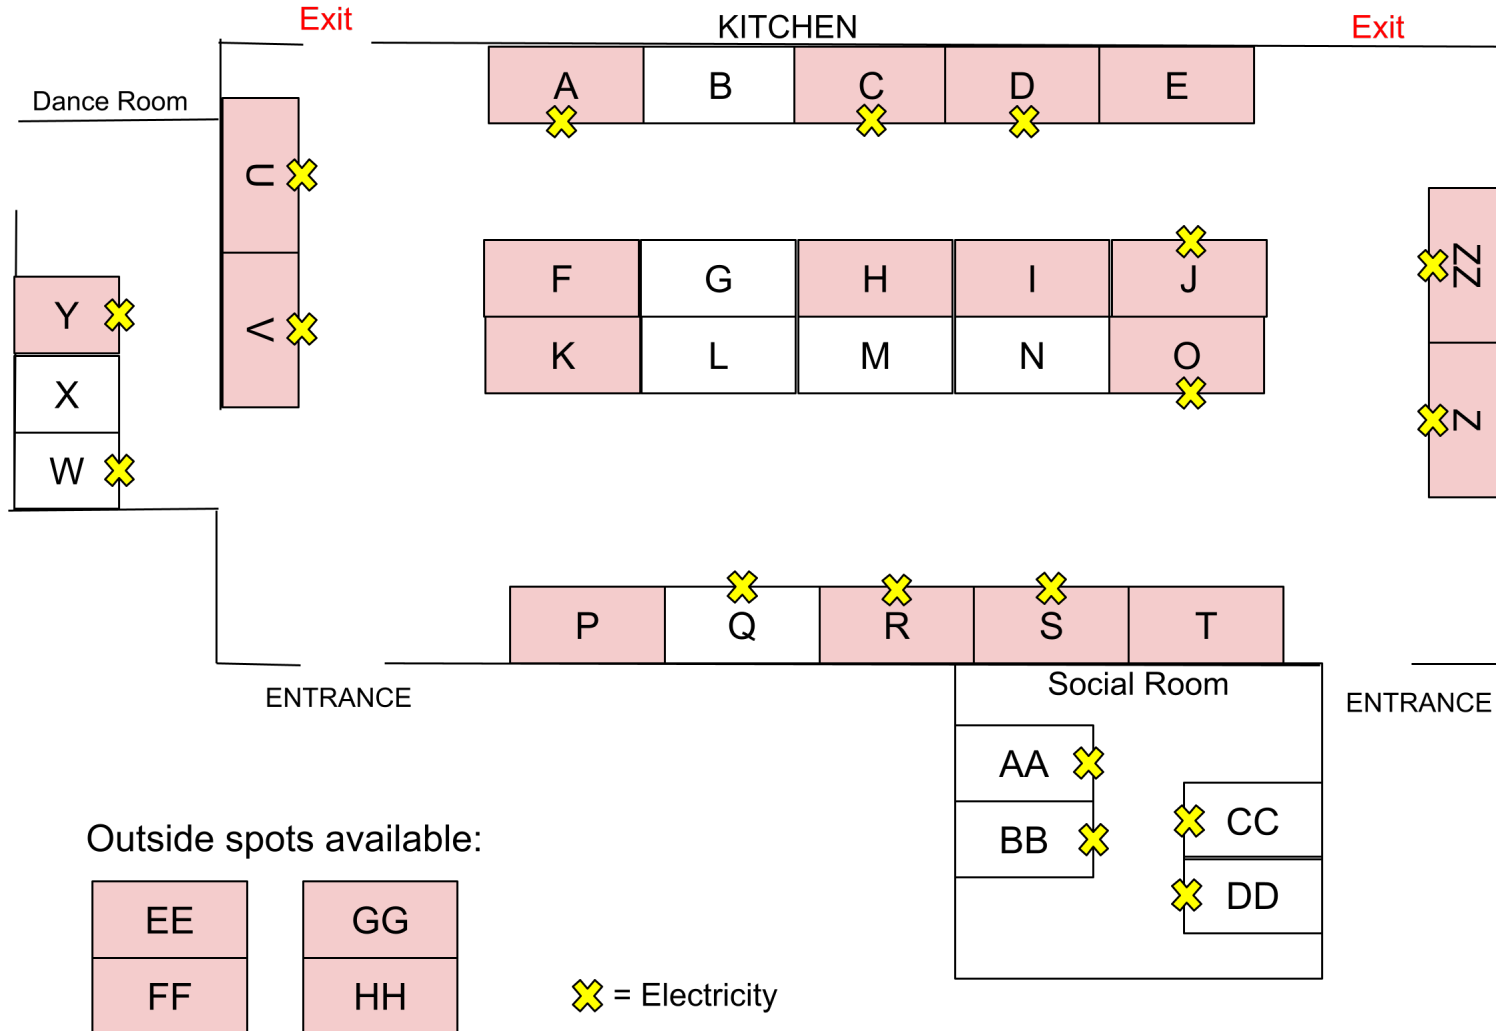 Exit
KITCHEN
Exit
Dance Room
A B C D E
U
V
F G H I J
K L M N O
Y
X
W
ZZ
Z
P Q R S T
ENTRANCE
Social Room
ENTRANCE
AA
BB
CC
DD
Outside spots available:
EE GG
FF HH
= Electricity